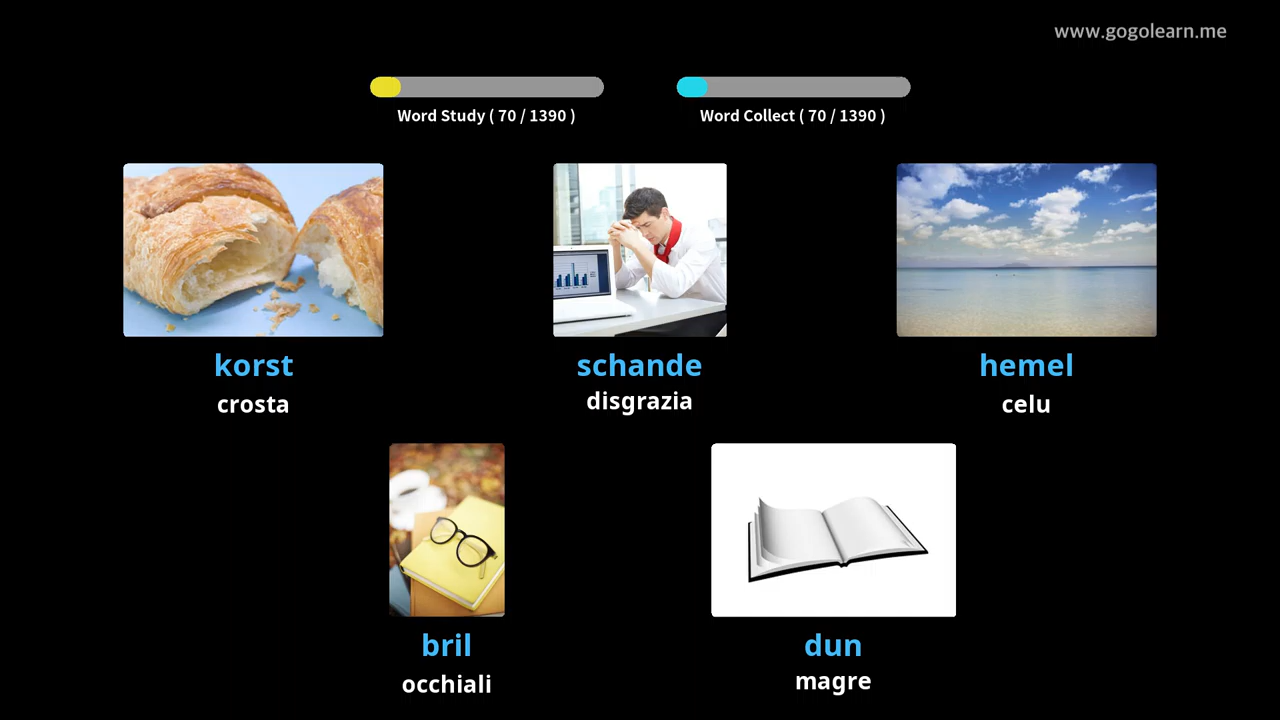 www.gogolearn.me
Word Study ( 70 / 1390 )
Word Collect ( 70 / 1390 )
korst
crosta
schande
disgrazia
hemel
celu
bril
occhiali
dun
magre